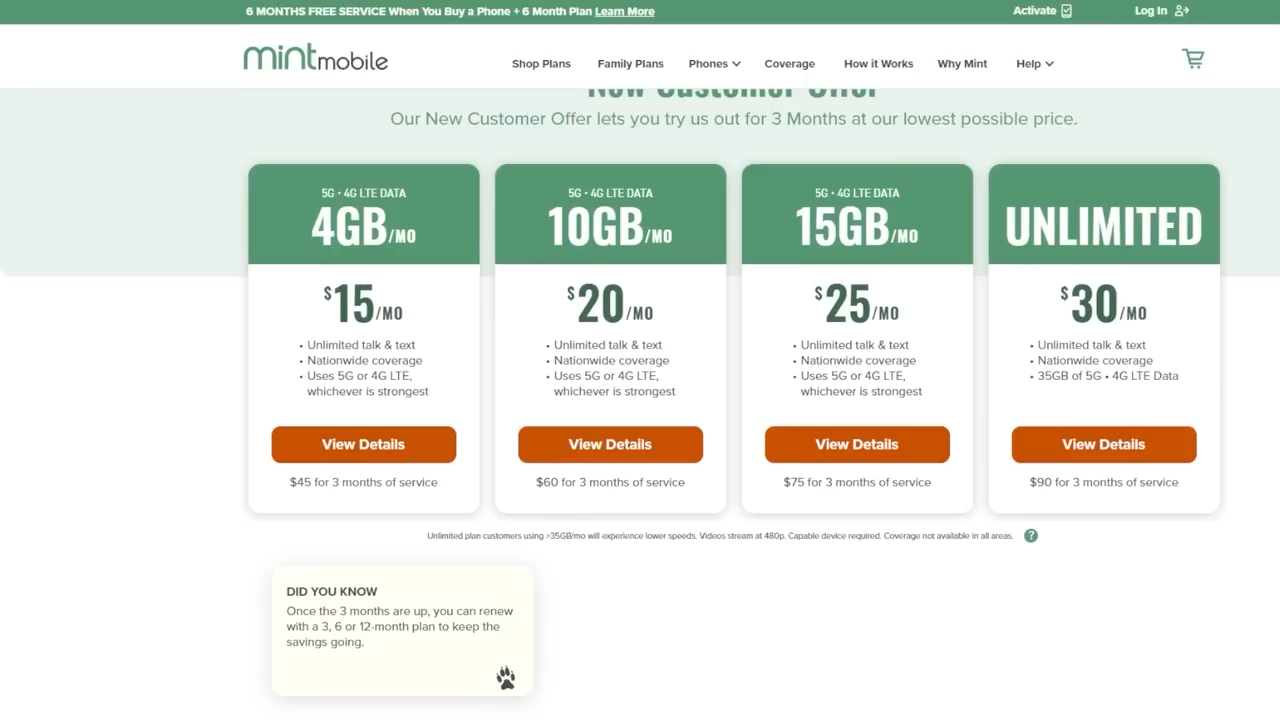 6 MONTHS FREE SERVICE When You Buy a Phone + 6 Month Plan Learn More
Activate
Log In
mintmobile
Shop Plans
Family Plans
Phones
Coverage
How it Works
Why Mint
Help
New Customer Offer
Our New Customer Offer lets you try us out for 3 Months at our lowest possible price.
5G • 4G LTE DATA
4GB/MO
$15/MO
• Unlimited talk & text
• Nationwide coverage
• Uses 5G or 4G LTE,
whichever is strongest
View Details
$45 for 3 months of service
5G • 4G LTE DATA
10GB/MO
$20/MO
• Unlimited talk & text
• Nationwide coverage
• Uses 5G or 4G LTE,
whichever is strongest
View Details
$60 for 3 months of service
5G • 4G LTE DATA
15GB/MO
$25/MO
• Unlimited talk & text
• Nationwide coverage
• Uses 5G or 4G LTE,
whichever is strongest
View Details
$75 for 3 months of service
UNLIMITED
$30/MO
• Unlimited talk & text
• Nationwide coverage
• 35GB of 5G • 4G LTE Data
View Details
$90 for 3 months of service
Unlimited plan customers using >35GB/mo will experience lower speeds. Videos stream at 480p. Capable device required. Coverage not available in all areas. ?
DID YOU KNOW
Once the 3 months are up, you can renew
with a 3, 6 or 12-month plan to keep the
savings going.